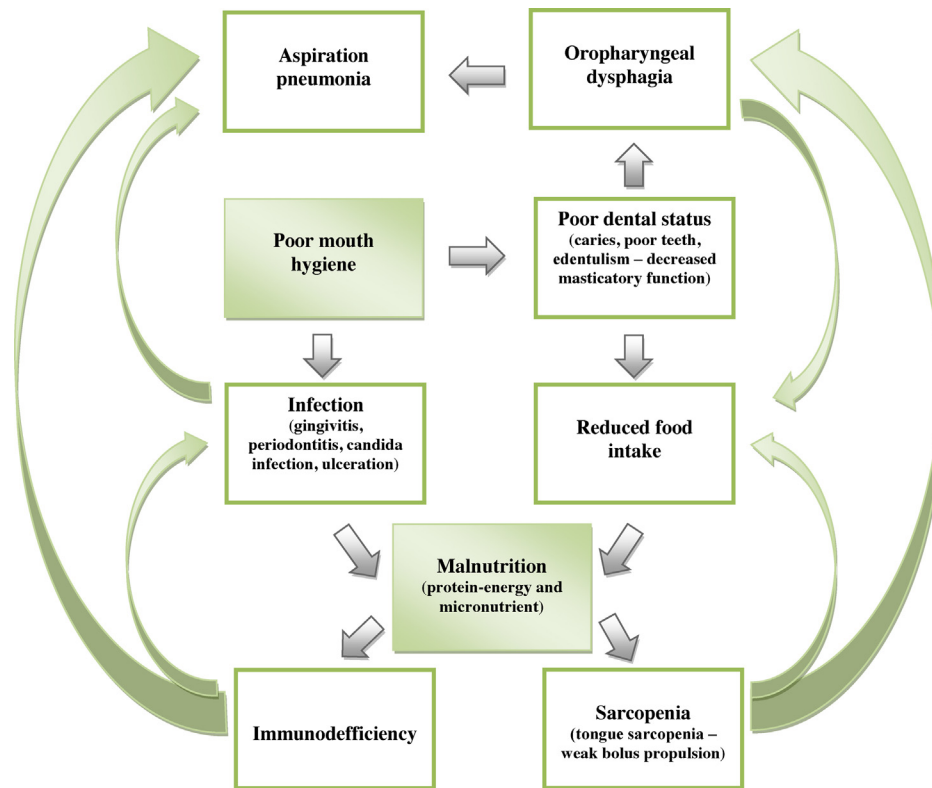 Aspiration
pneumonia
Oropharyngeal
dysphagia
Poor mouth
hygiene
Poor dental status
(caries, poor teeth,
edentulism – decreased
masticatory function)
Infection
(gingivitis,
periodontitis, candida
infection, ulceration)
Reduced food
intake
Malnutrition
(protein-energy and
micronutrient)
Immunodefficiency
Sarcopenia
(tongue sarcopenia –
weak bolus propulsion)